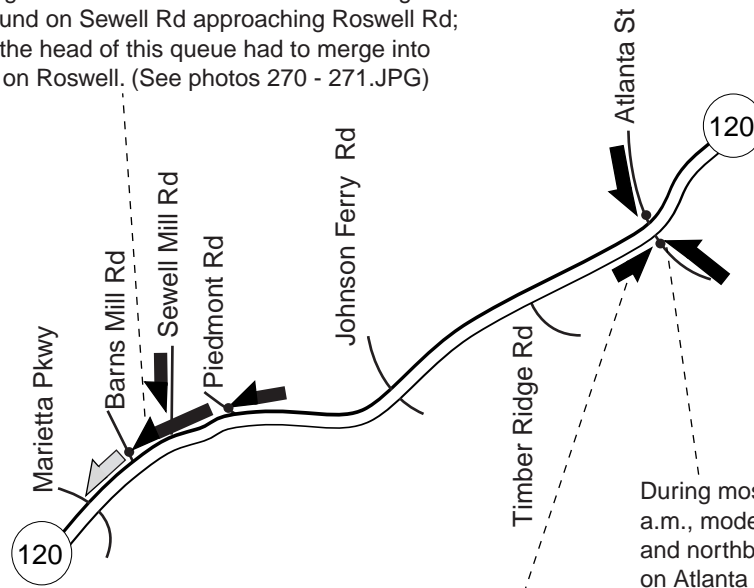 und on Sewell Rd approaching Roswell Rd;
the head of this queue had to merge into
on Roswell. (See photos 270 - 271.JPG)
Atlanta St
120
Johnson Ferry Rd
Sewell Mill Rd
Piedmont Rd
Barns Mill Rd
Marietta Pkwy
Timber Ridge Rd
120
During mos
a.m., mode
and northb
on Atlanta